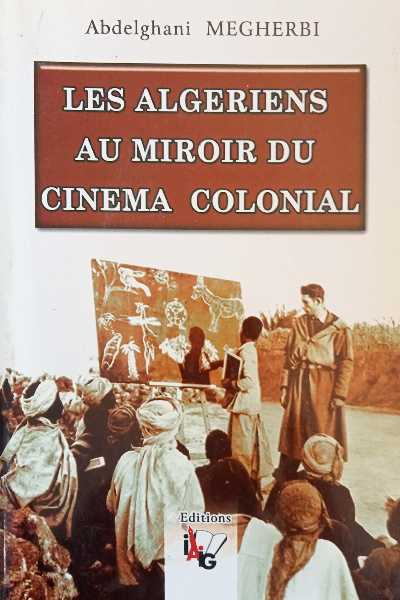 Abdelghani MEGHERBI
LES ALGERIENS
AU MIROIR DU
CINEMA COLONIAL
Editions